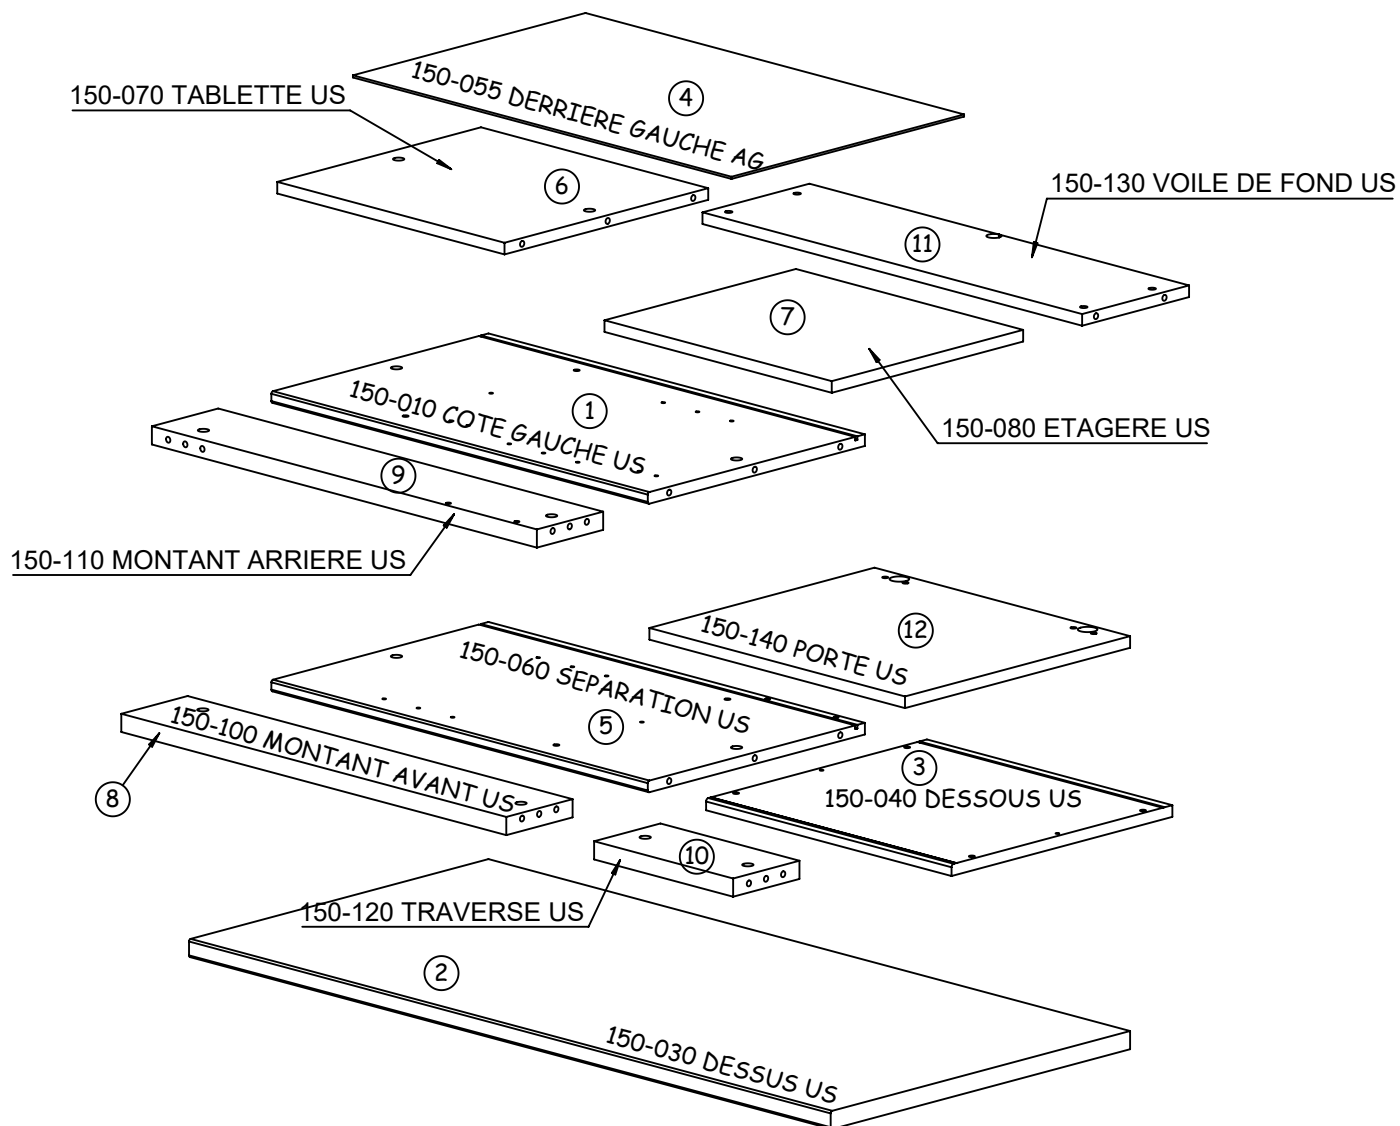 150-055 DERRIERE GAUCHE AG
4
150-070 TABLETTE US
6
150-130 VOILE DE FOND US
11
7
150-010 COTE GAUCHE US
1
150-080 ETAGERE US
9
150-110 MONTANT ARRIERE US
150-140 PORTE US
12
150-060 SEPARATION US
5
150-100 MONTANT AVANT US
8
3
150-040 DESSOUS US
10
150-120 TRAVERSE US
2
150-030 DESSUS US